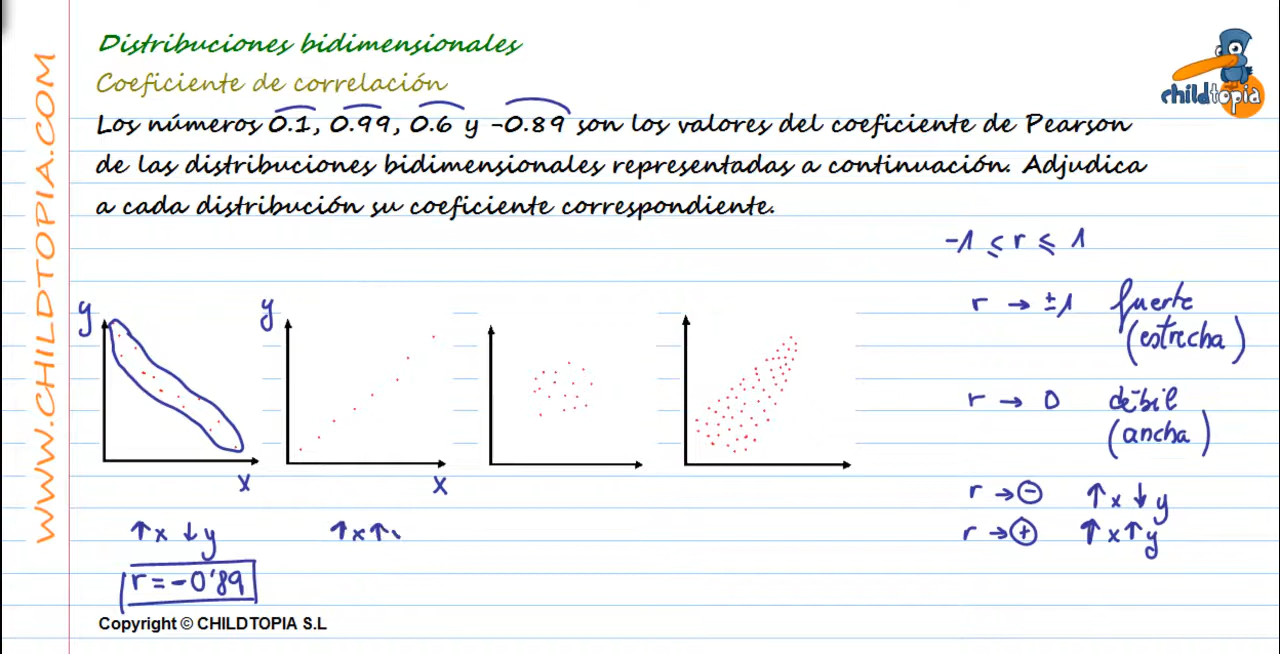 Distribuciones bidimensionales
Coeficiente de correlación
Los números 0.1, 0.99, 0.6 y -0.89 son los valores del coeficiente de Pearson
de las distribuciones bidimensionales representadas a continuación. Adjudica
a cada distribución su coeficiente correspondiente.
childtopia
WWW.CHILDTOPIA.COM
-1 ≤ r ≤ 1
r → ±1 fuerte
(estrecha)
r → 0 débil
(ancha)
r → ⊖ ↑x ↓y
r → ⊕ ↑x ↑y
y
x
y
x
↑x ↓y
r = -0'89
↑x ↑
Copyright © CHILDTOPIA S.L